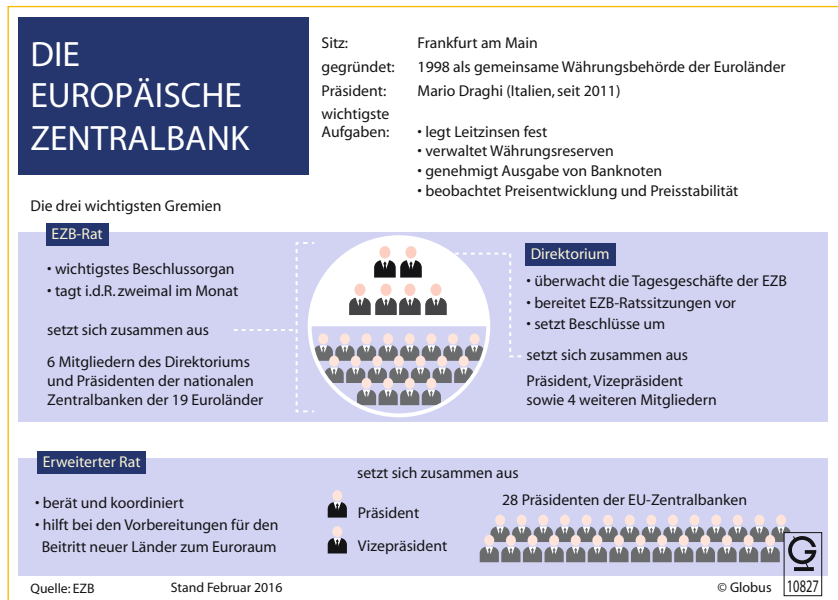 DIE
EUROPÄISCHE
ZENTRALBANK
Sitz: Frankfurt am Main
gegründet: 1998 als gemeinsame Währungsbehörde der Euroländer
Präsident: Mario Draghi (Italien, seit 2011)
wichtigste
Aufgaben:
• legt Leitzinsen fest
• verwaltet Währungsreserven
• genehmigt Ausgabe von Banknoten
• beobachtet Preisentwicklung und Preisstabilität
Die drei wichtigsten Gremien
EZB-Rat
• wichtigstes Beschlussorgan
• tagt i.d.R. zweimal im Monat
setzt sich zusammen aus
6 Mitgliedern des Direktoriums
und Präsidenten der nationalen
Zentralbanken der 19 Euroländer
Direktorium
• überwacht die Tagesgeschäfte der EZB
• bereitet EZB-Ratssitzungen vor
• setzt Beschlüsse um
setzt sich zusammen aus
Präsident, Vizepräsident
sowie 4 weiteren Mitgliedern
Erweiterter Rat
• berät und koordiniert
• hilft bei den Vorbereitungen für den
Beitritt neuer Länder zum Euroraum
setzt sich zusammen aus
Präsident
Vizepräsident
28 Präsidenten der EU-Zentralbanken
Quelle: EZB Stand Februar 2016 © Globus
G
10827